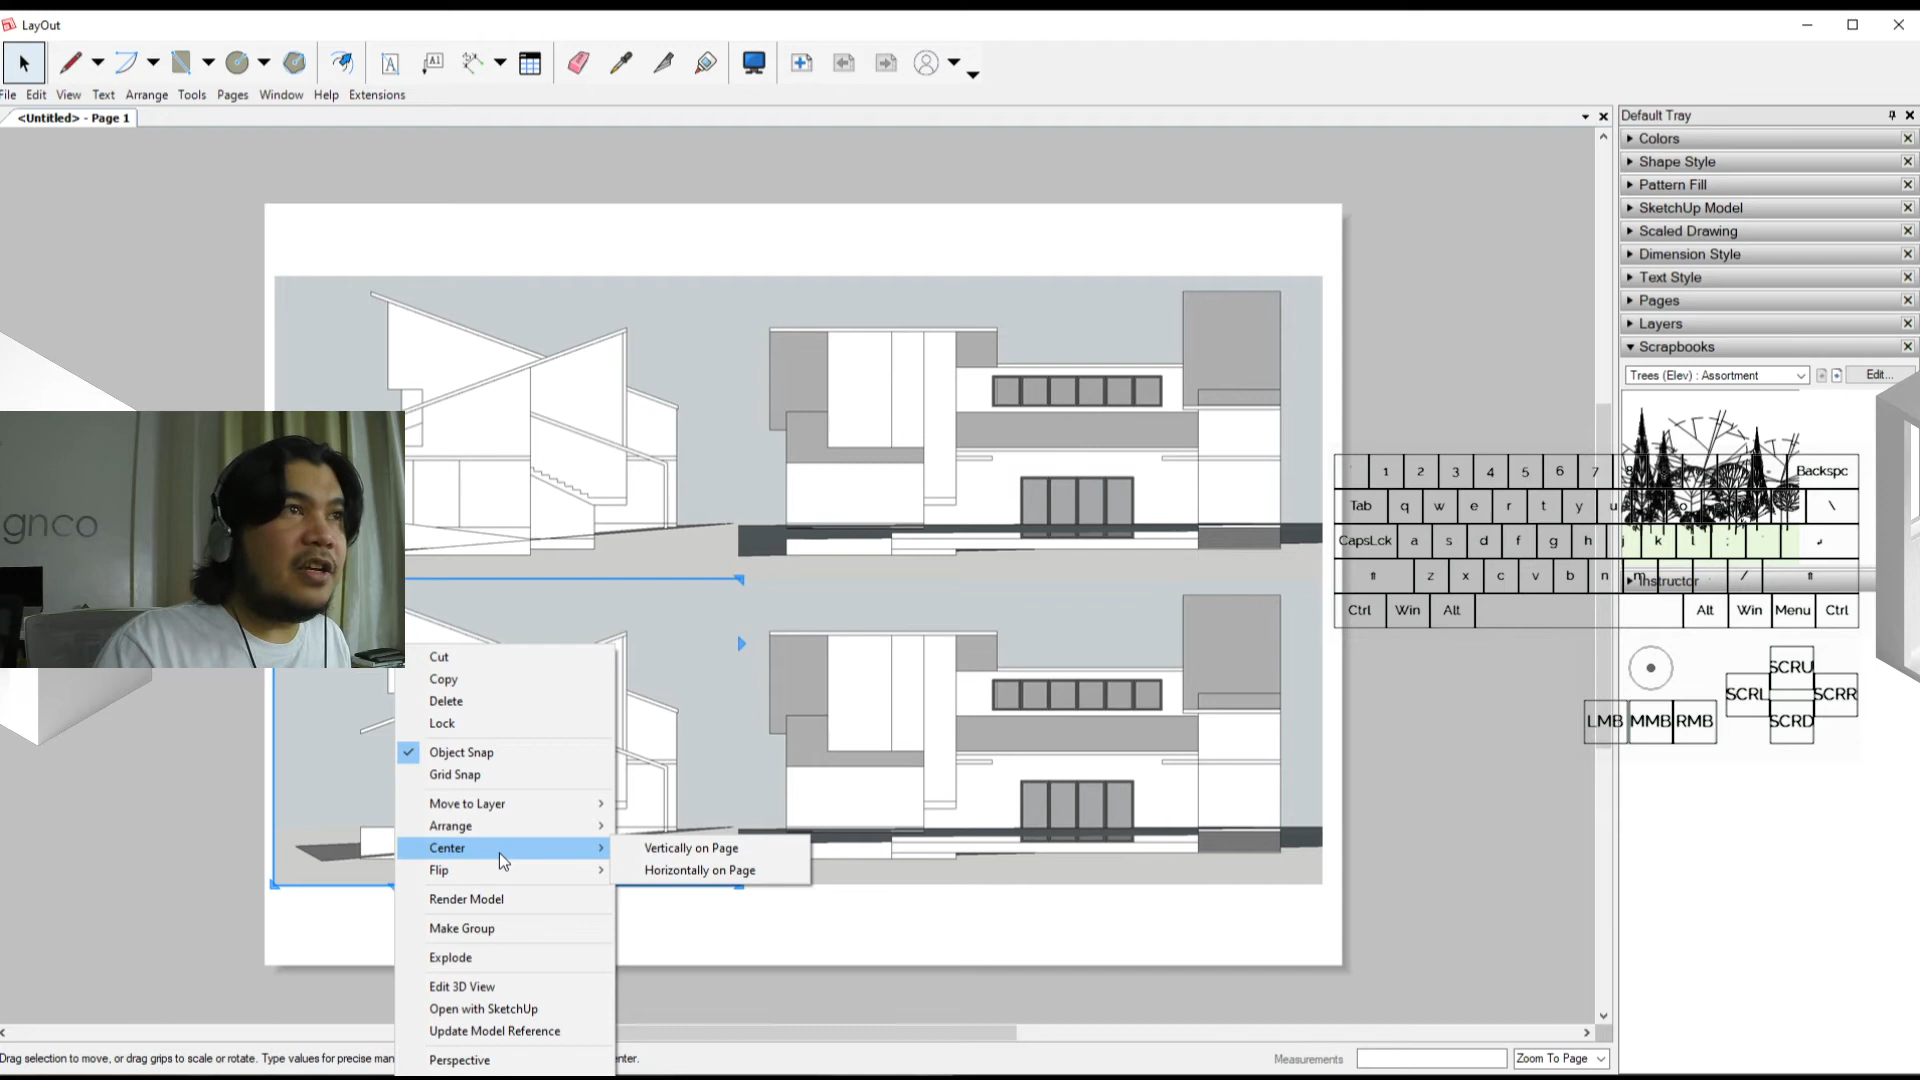 LayOut
File Edit View Text Arrange Tools Pages Window Help Extensions
<Untitled> - Page 1
Default Tray
Colors
Shape Style
Pattern Fill
SketchUp Model
Scaled Drawing
Dimension Style
Text Style
Pages
Layers
Scrapbooks
Trees (Elev) : Assortment
Edit...
1 2 3 4 5 6 7 8 Backspc
Tab q w e r t y u o \
CapsLck a s d f g h j k l ;
z x c v b n m . /
Instructor
Ctrl Win Alt Alt Win Menu Ctrl
SCRU
SCRL SCRR
LMB MMB RMB SCRD
gnco
Cut
Copy
Delete
Lock
Object Snap
Grid Snap
Move to Layer
Arrange
Center
Flip
Vertically on Page
Horizontally on Page
Render Model
Make Group
Explode
Edit 3D View
Open with SketchUp
Update Model Reference
Perspective
Drag selection to move, or drag grips to scale or rotate. Type values for precise man
enter.
Measurements
Zoom To Page